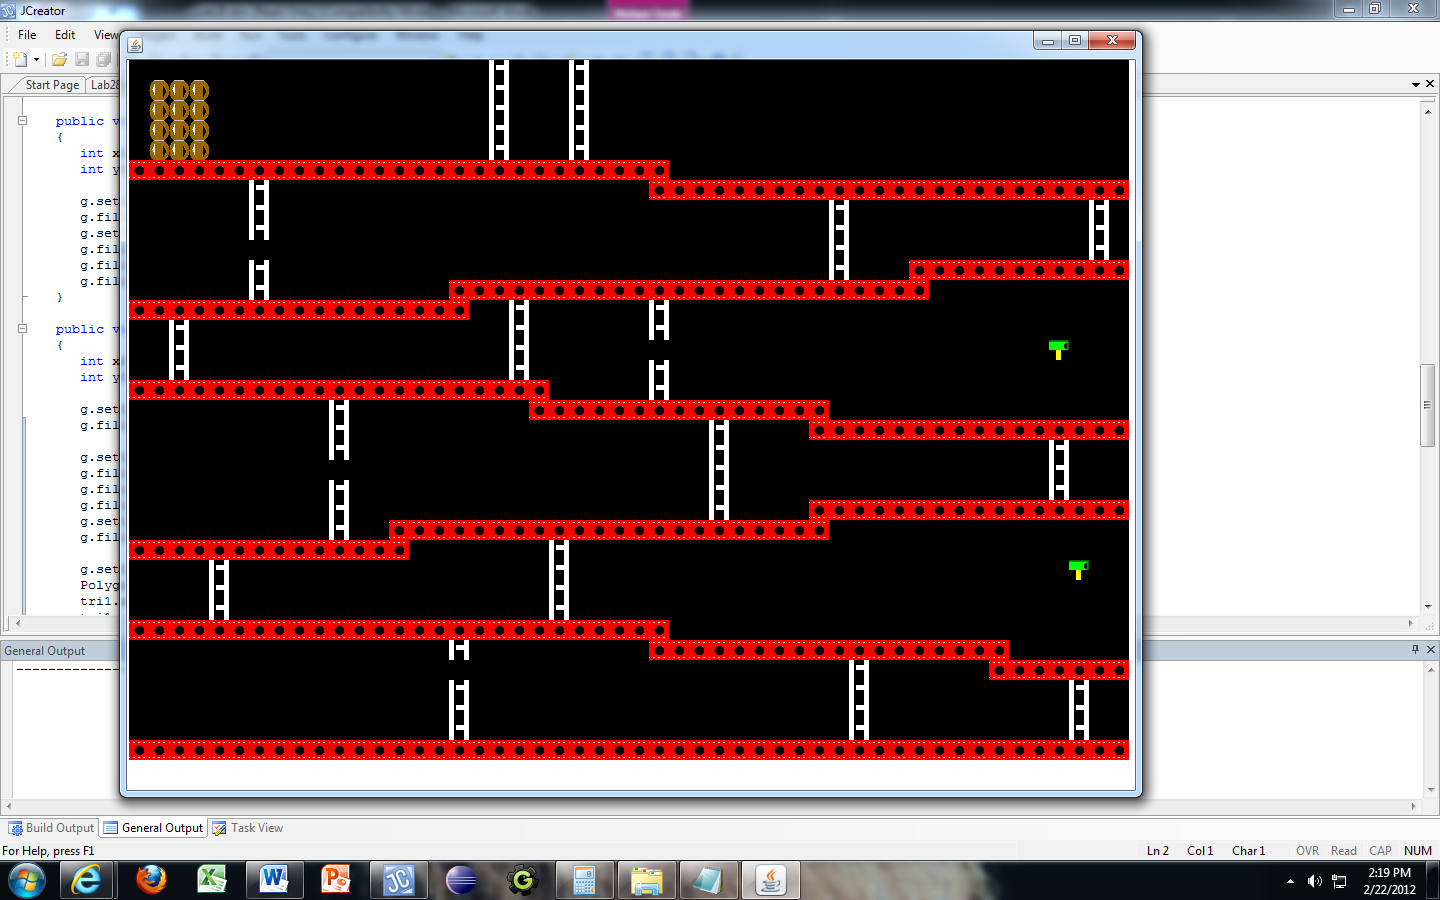 JCreator
File Edit View
Start Page Lab28
public v
{
int x
int y
g.set
g.fil
g.set
g.fil
g.fil
g.fil
}
public v
{
int x
int y
g.set
g.fil
g.set
g.fil
g.fil
g.fil
g.set
g.fil
g.set
Polyg
tri1.
General Output
Build Output General Output Task View
For Help, press F1
Ln 2 Col 1 Char 1 OVR Read CAP NUM
2:19 PM
2/22/2012